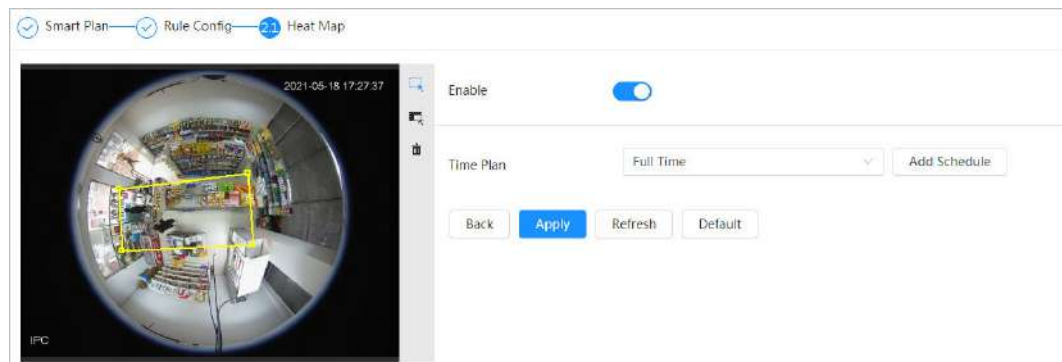 Smart Plan
Rule Config
2.1 Heat Map
2021-05-18 17:27:37
Enable
Time Plan
Full Time
Add Schedule
Back
Apply
Refresh
Default
IPC